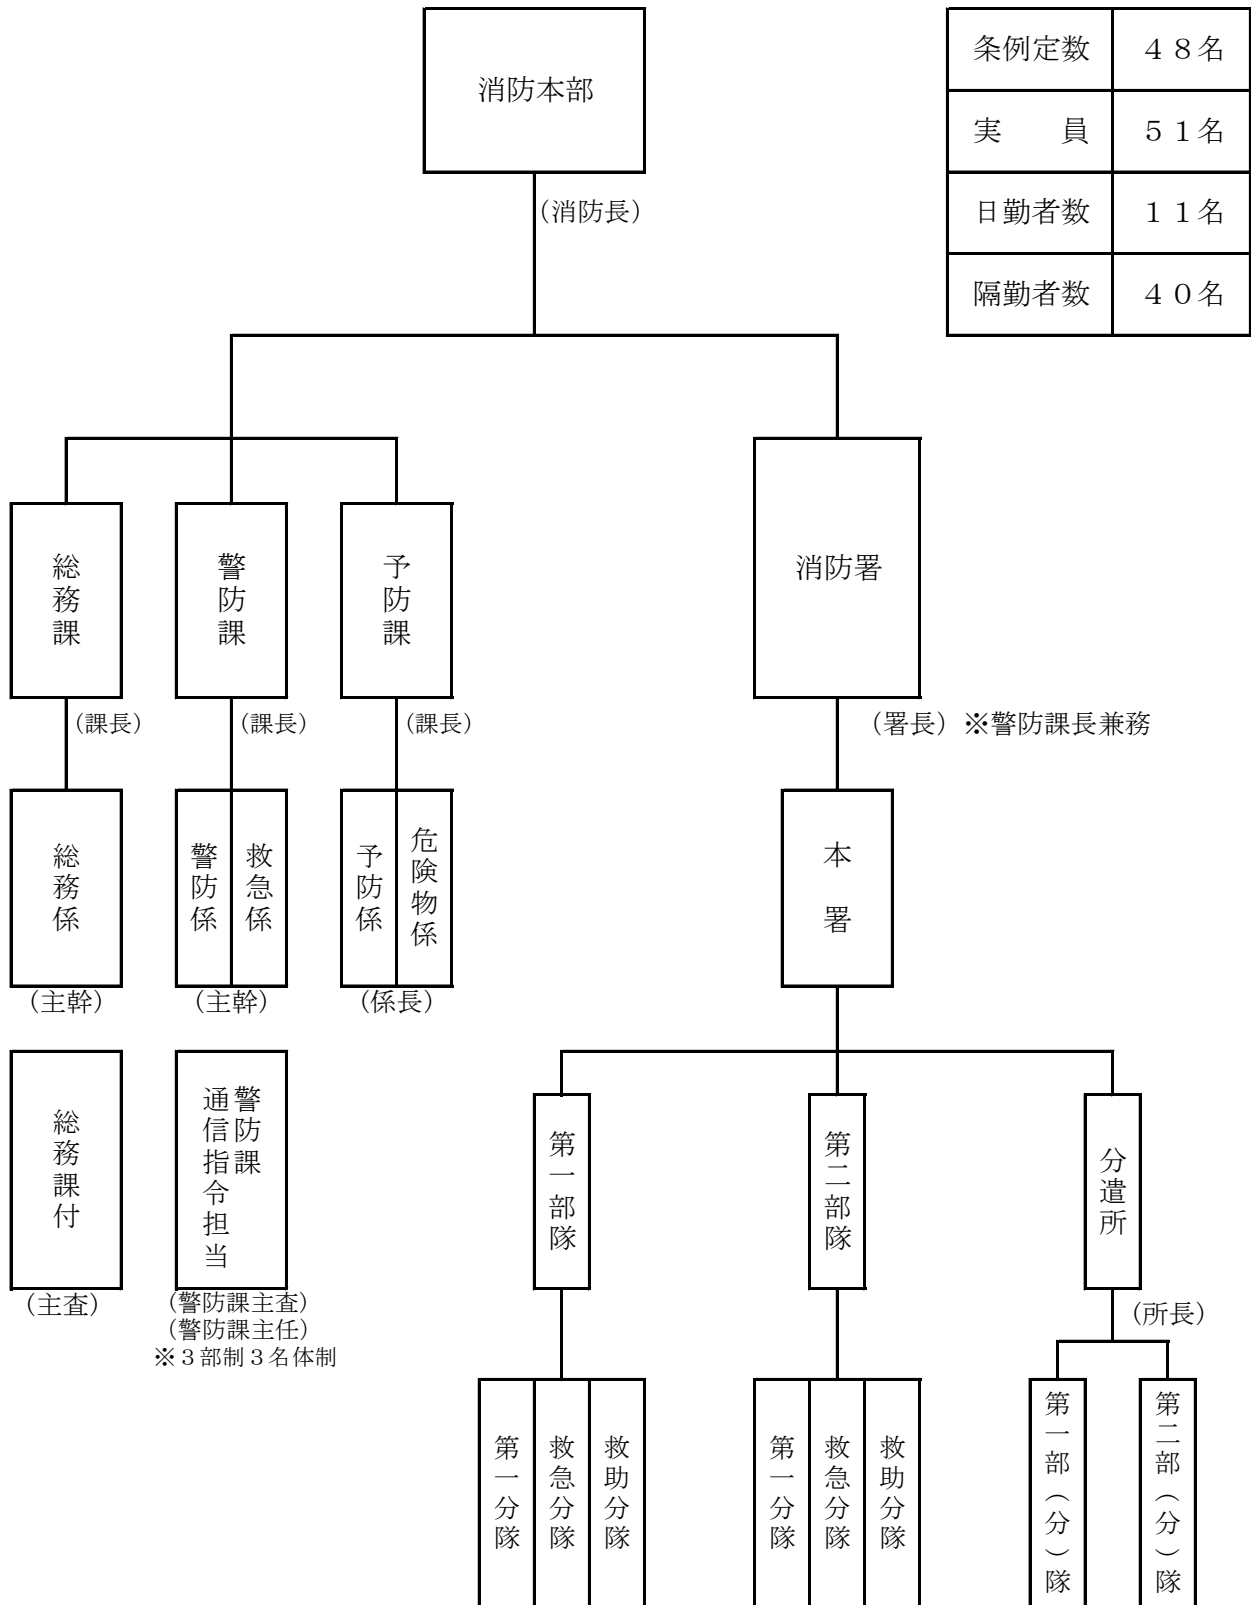 消防本部
(消防長)
条例定数 48名
実　　員 51名
日勤者数 11名
隔勤者数 40名
総務課
警防課
予防課
消防署
(課長)
(課長)
(課長)
(署長) ※警防課長兼務
総務係
警防係
救急係
予防係
危険物係
本署
(主幹)
(主幹)
(係長)
総務課付
警防課
通信指令担当
(主査)
(警防課主査)
(警防課主任)
※3部制3名体制
第一部隊
第二部隊
分遣所
(所長)
第一分隊
救急分隊
救助分隊
第一分隊
救急分隊
救助分隊
第一部(分)隊
第二部(分)隊